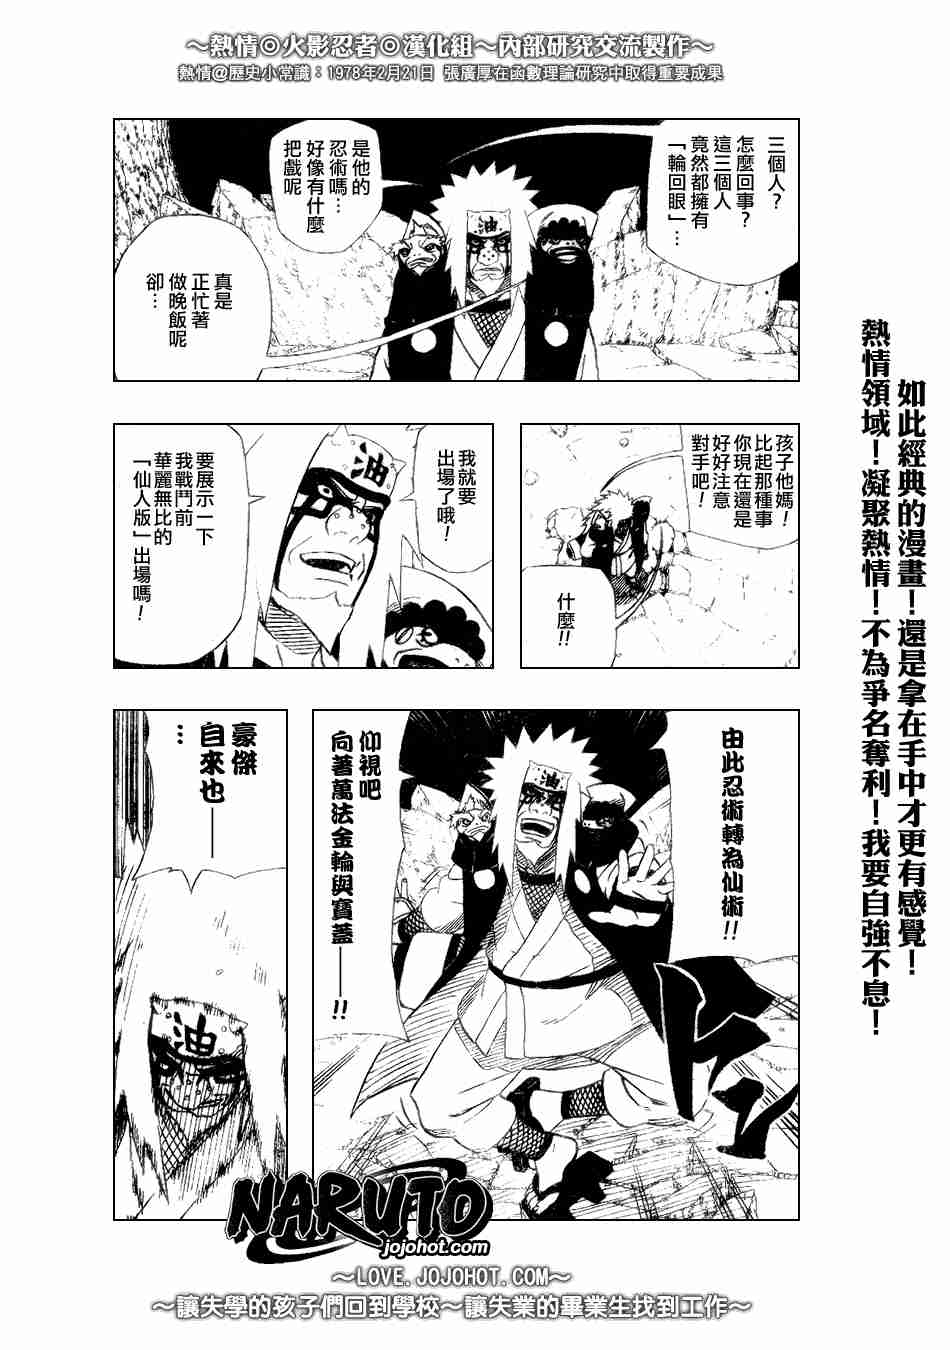 ～熱情◎火影忍者◎漢化組～內部研究交流製作～
熱情@歷史小常識：1978年2月21日 張廣厚在函數理論研究中取得重要成果
三個人？
怎麼回事？
這三個人
竟然都擁有
「輪回眼」…
是他的
忍術嗎…
好像有什麼
把戲呢
真是
正忙著
做晚飯呢
卻…
孩子他媽！
比起那種事
你現在還是
好好注意
對手吧！
什麼!!
我就要
出場了哦！
油
要展示一下
我戰鬥前
華麗無比的
「仙人版」出場嗎！
由此忍術轉為仙術!!
油
仰視吧
向著萬法金輪與寶蓋——!!
豪傑
自來也——
…
油
如此經典的漫畫！還是拿在手中才更有感覺！
熱情領域！凝聚熱情！不為爭名奪利！我要自強不息！
NARUTO
jojohot.com
～LOVE.JOJOHOT.COM～
～讓失學的孩子們回到學校～讓失業的畢業生找到工作～